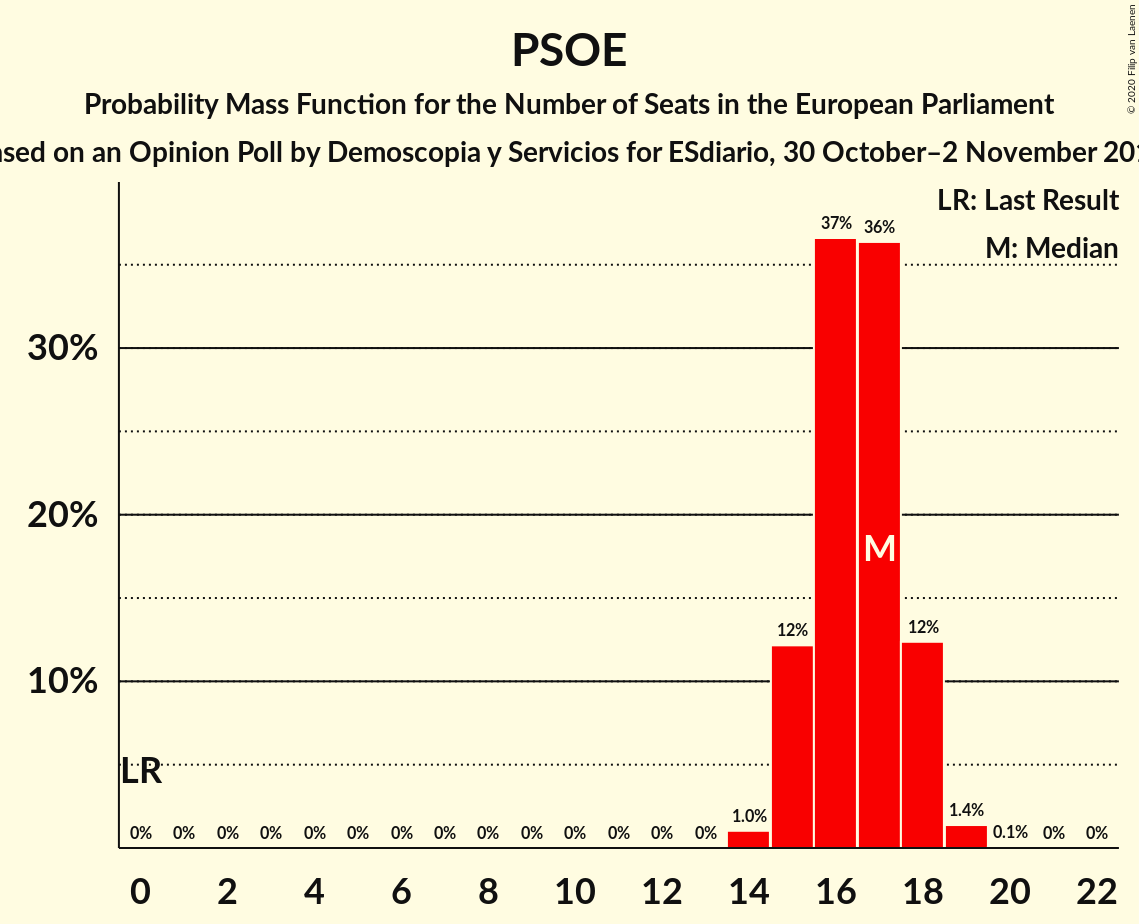 PSOE
Probability Mass Function for the Number of Seats in the European Parliament
on an Opinion Poll by Demoscopia y Servicios for ESdiario, 30 October–2 November
© 2020 Filip van Laenen
LR: Last Result
M: Median
37% 36%
30%
20%
M
12% 12%
10%
LR
0% 0% 0% 0% 0% 0% 0% 0% 0% 0% 0% 0% 0% 0% 1.0% 1.4% 0.1% 0% 0%
0 2 4 6 8 10 12 14 16 18 20 22